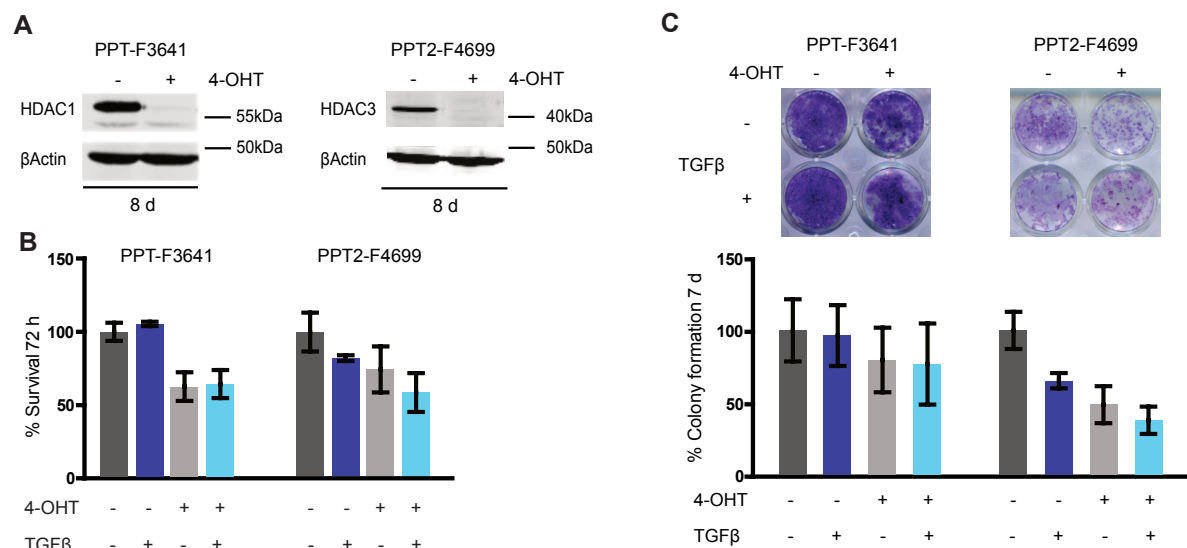 A
PPT-F3641
- + 4-OHT
HDAC1
55kDa
50kDa
βActin
8 d
PPT2-F4699
- + 4-OHT
HDAC3
40kDa
50kDa
βActin
8 d
B
PPT-F3641 PPT2-F4699
% Survival 72 h
150
100
50
0
4-OHT - - + + - - + +
TGFβ - + - + - + - +
C
PPT-F3641 PPT2-F4699
4-OHT - + - +
-
TGFβ
+
% Colony formation 7 d
150
100
50
0
4-OHT - - + + - - + +
TGFβ - + - + - + - +